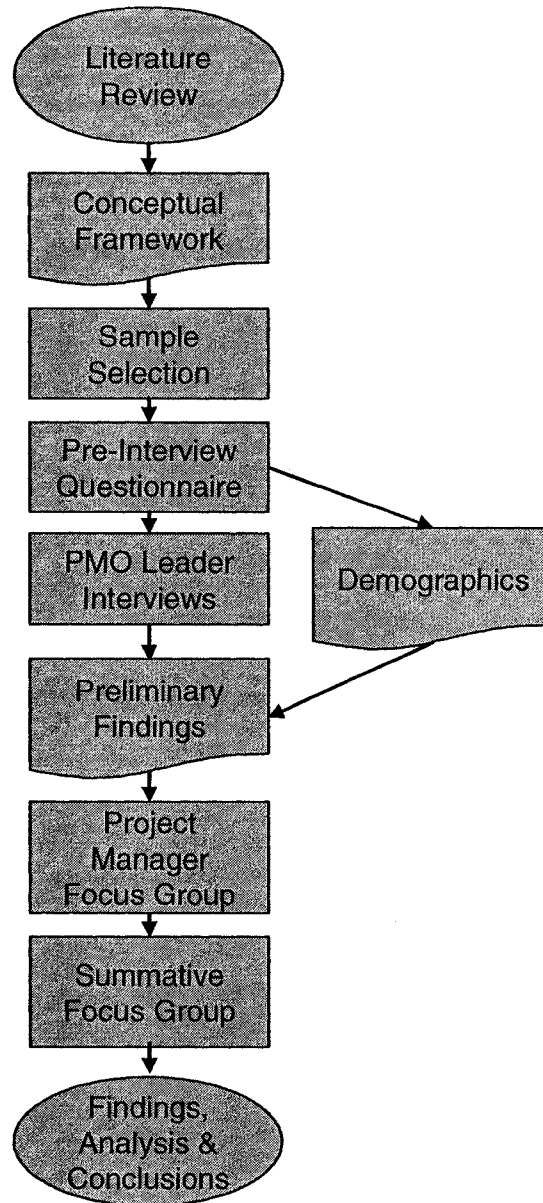 Literature
Review
Conceptual
Framework
Sample
Selection
Pre-Interview
Questionnaire
PMO Leader
Interviews
Demographics
Preliminary
Findings
Project
Manager
Focus Group
Summative
Focus Group
Findings,
Analysis &
Conclusions